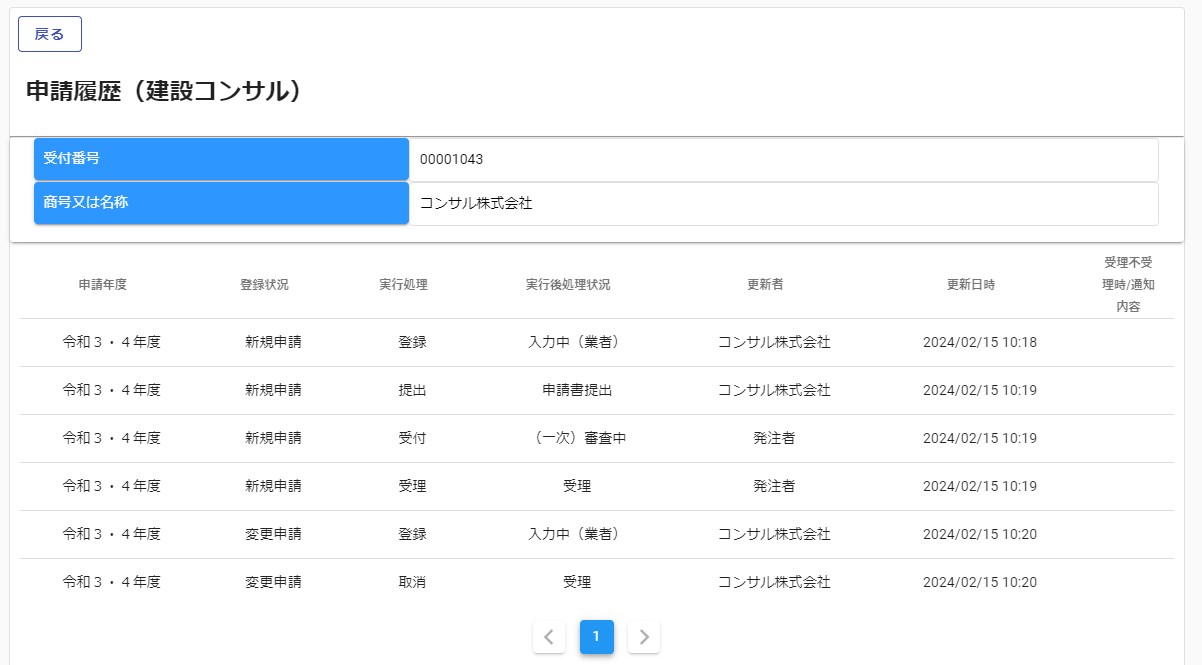 戻る
申請履歴（建設コンサル）
受付番号 00001043
商号又は名称 コンサル株式会社
申請年度 登録状況 実行処理 実行後処理状況 更新者 更新日時 受理不受
理時/通知
内容
令和３・４年度 新規申請 登録 入力中（業者） コンサル株式会社 2024/02/15 10:18
令和３・４年度 新規申請 提出 申請書提出 コンサル株式会社 2024/02/15 10:19
令和３・４年度 新規申請 受付 （一次）審査中 発注者 2024/02/15 10:19
令和３・４年度 新規申請 受理 受理 発注者 2024/02/15 10:19
令和３・４年度 変更申請 登録 入力中（業者） コンサル株式会社 2024/02/15 10:20
令和３・４年度 変更申請 取消 受理 コンサル株式会社 2024/02/15 10:20
1